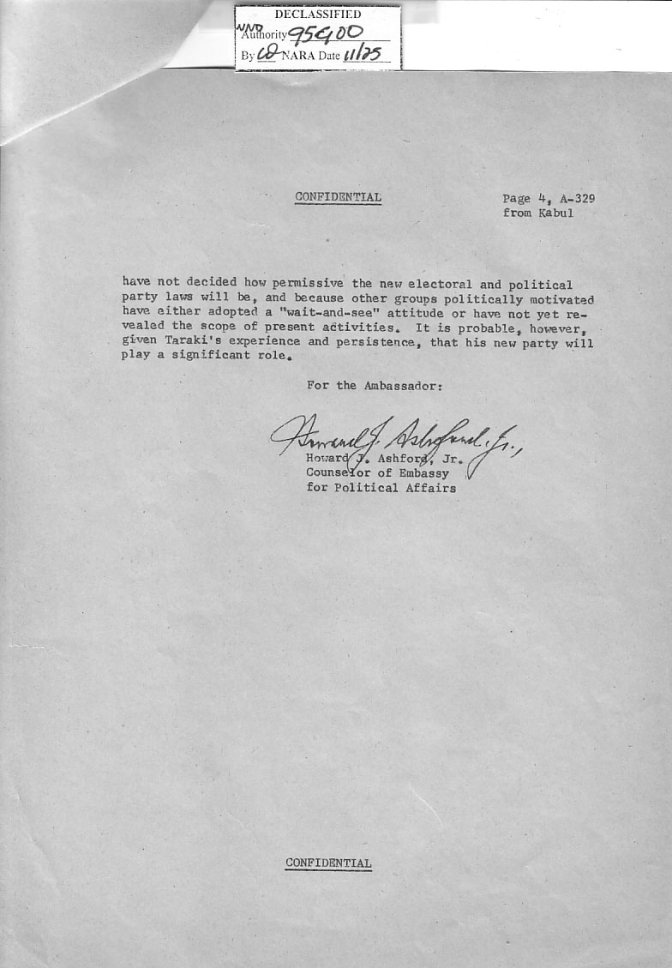 DECLASSIFIED
NND
Authority 95400
By CD NARA Date 11/25
CONFIDENTIAL
Page 4, A-329
from Kabul
have not decided how permissive the new electoral and political
party laws will be, and because other groups politically motivated
have either adopted a "wait-and-see" attitude or have not yet re-
vealed the scope of present activities. It is probable, however,
given Taraki's experience and persistence, that his new party will
play a significant role.
For the Ambassador:
Howard J. Ashford, Jr.,
Howard J. Ashford, Jr.
Counselor of Embassy
for Political Affairs
CONFIDENTIAL